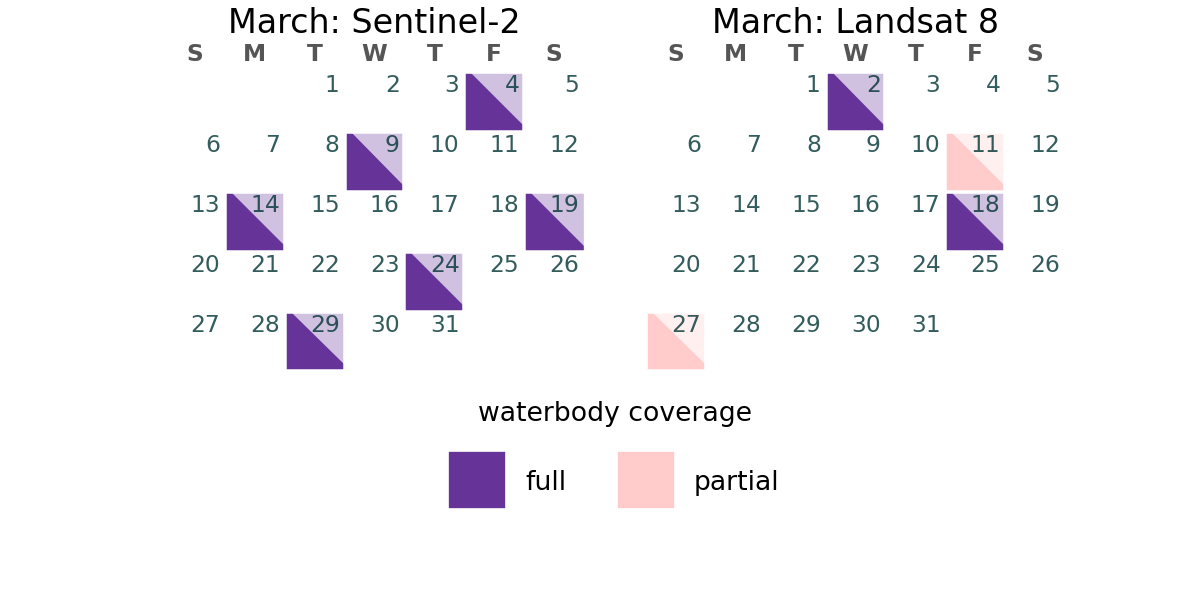 March: Sentinel-2
S M T W T F S
1 2 3 4 5
6 7 8 9 10 11 12
13 14 15 16 17 18 19
20 21 22 23 24 25 26
27 28 29 30 31
March: Landsat 8
S M T W T F S
1 2 3 4 5
6 7 8 9 10 11 12
13 14 15 16 17 18 19
20 21 22 23 24 25 26
27 28 29 30 31
waterbody coverage
full partial